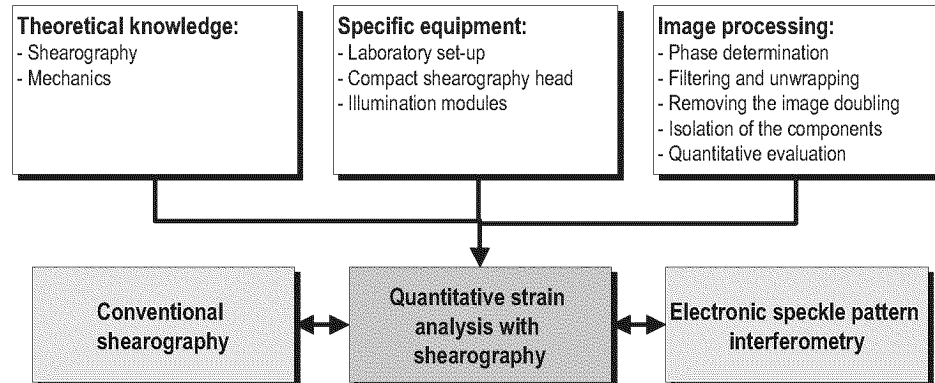 Theoretical knowledge:
- Shearography
- Mechanics
Specific equipment:
- Laboratory set-up
- Compact shearography head
- Illumination modules
Image processing:
- Phase determination
- Filtering and unwrapping
- Removing the image doubling
- Isolation of the components
- Quantitative evaluation
Conventional
shearography
Quantitative strain
analysis with
shearography
Electronic speckle pattern
interferometry